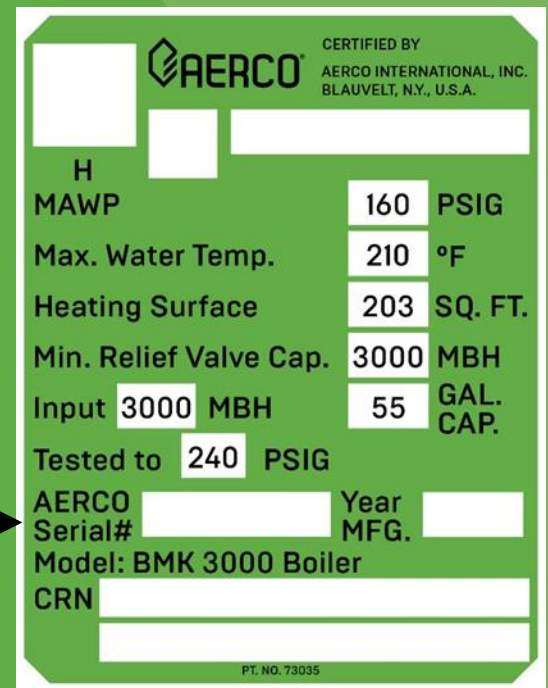 AERCO
CERTIFIED BY
AERCO INTERNATIONAL, INC.
BLAUVELT, N.Y., U.S.A.
H
MAWP 160 PSIG
Max. Water Temp. 210 ºF
Heating Surface 203 SQ. FT.
Min. Relief Valve Cap. 3000 MBH
Input 3000 MBH 55 GAL. CAP.
Tested to 240 PSIG
AERCO Serial# Year MFG.
Model: BMK 3000 Boiler
CRN
PT. NO. 73035